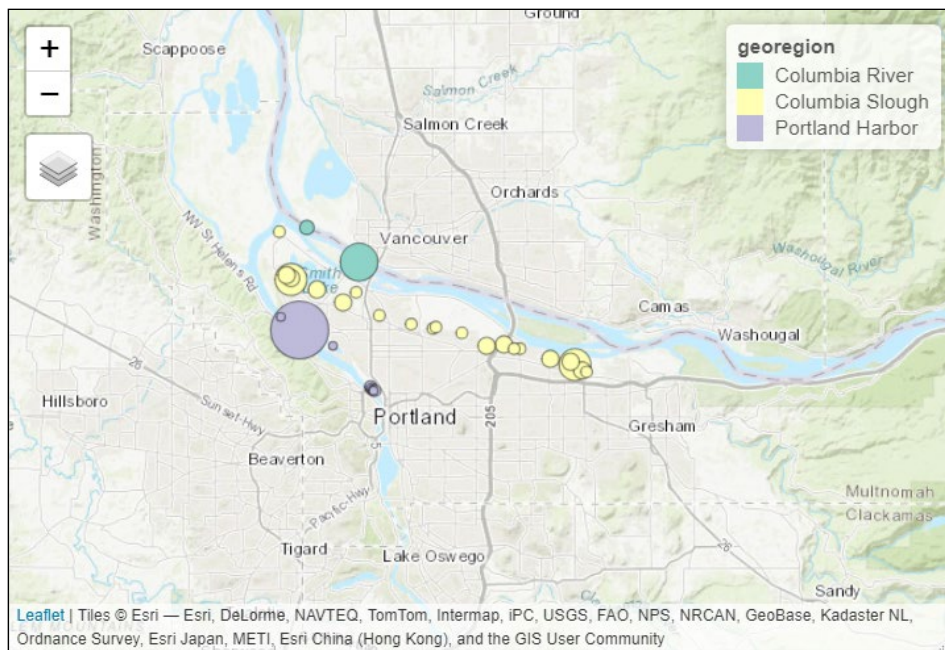 Ground
+
−
georegion
Columbia River
Columbia Slough
Portland Harbor
Scappoose
Salmon Creek
Salmon Creek
Washington
Orchards
NW St Helens Rd
Vancouver
Washougal River
Smith
Camas
Washougal
26
Hillsboro
Sunset-Hwy
Portland
205
5
Gresham
Beaverton
Pacific-Hwy
Multnomah
Clackamas
Tigard
Lake Oswego
26
Sandy
Leaflet | Tiles © Esri — Esri, DeLorme, NAVTEQ, TomTom, Intermap, iPC, USGS, FAO, NPS, NRCAN, GeoBase, Kadaster NL,
Ordnance Survey, Esri Japan, METI, Esri China (Hong Kong), and the GIS User Community